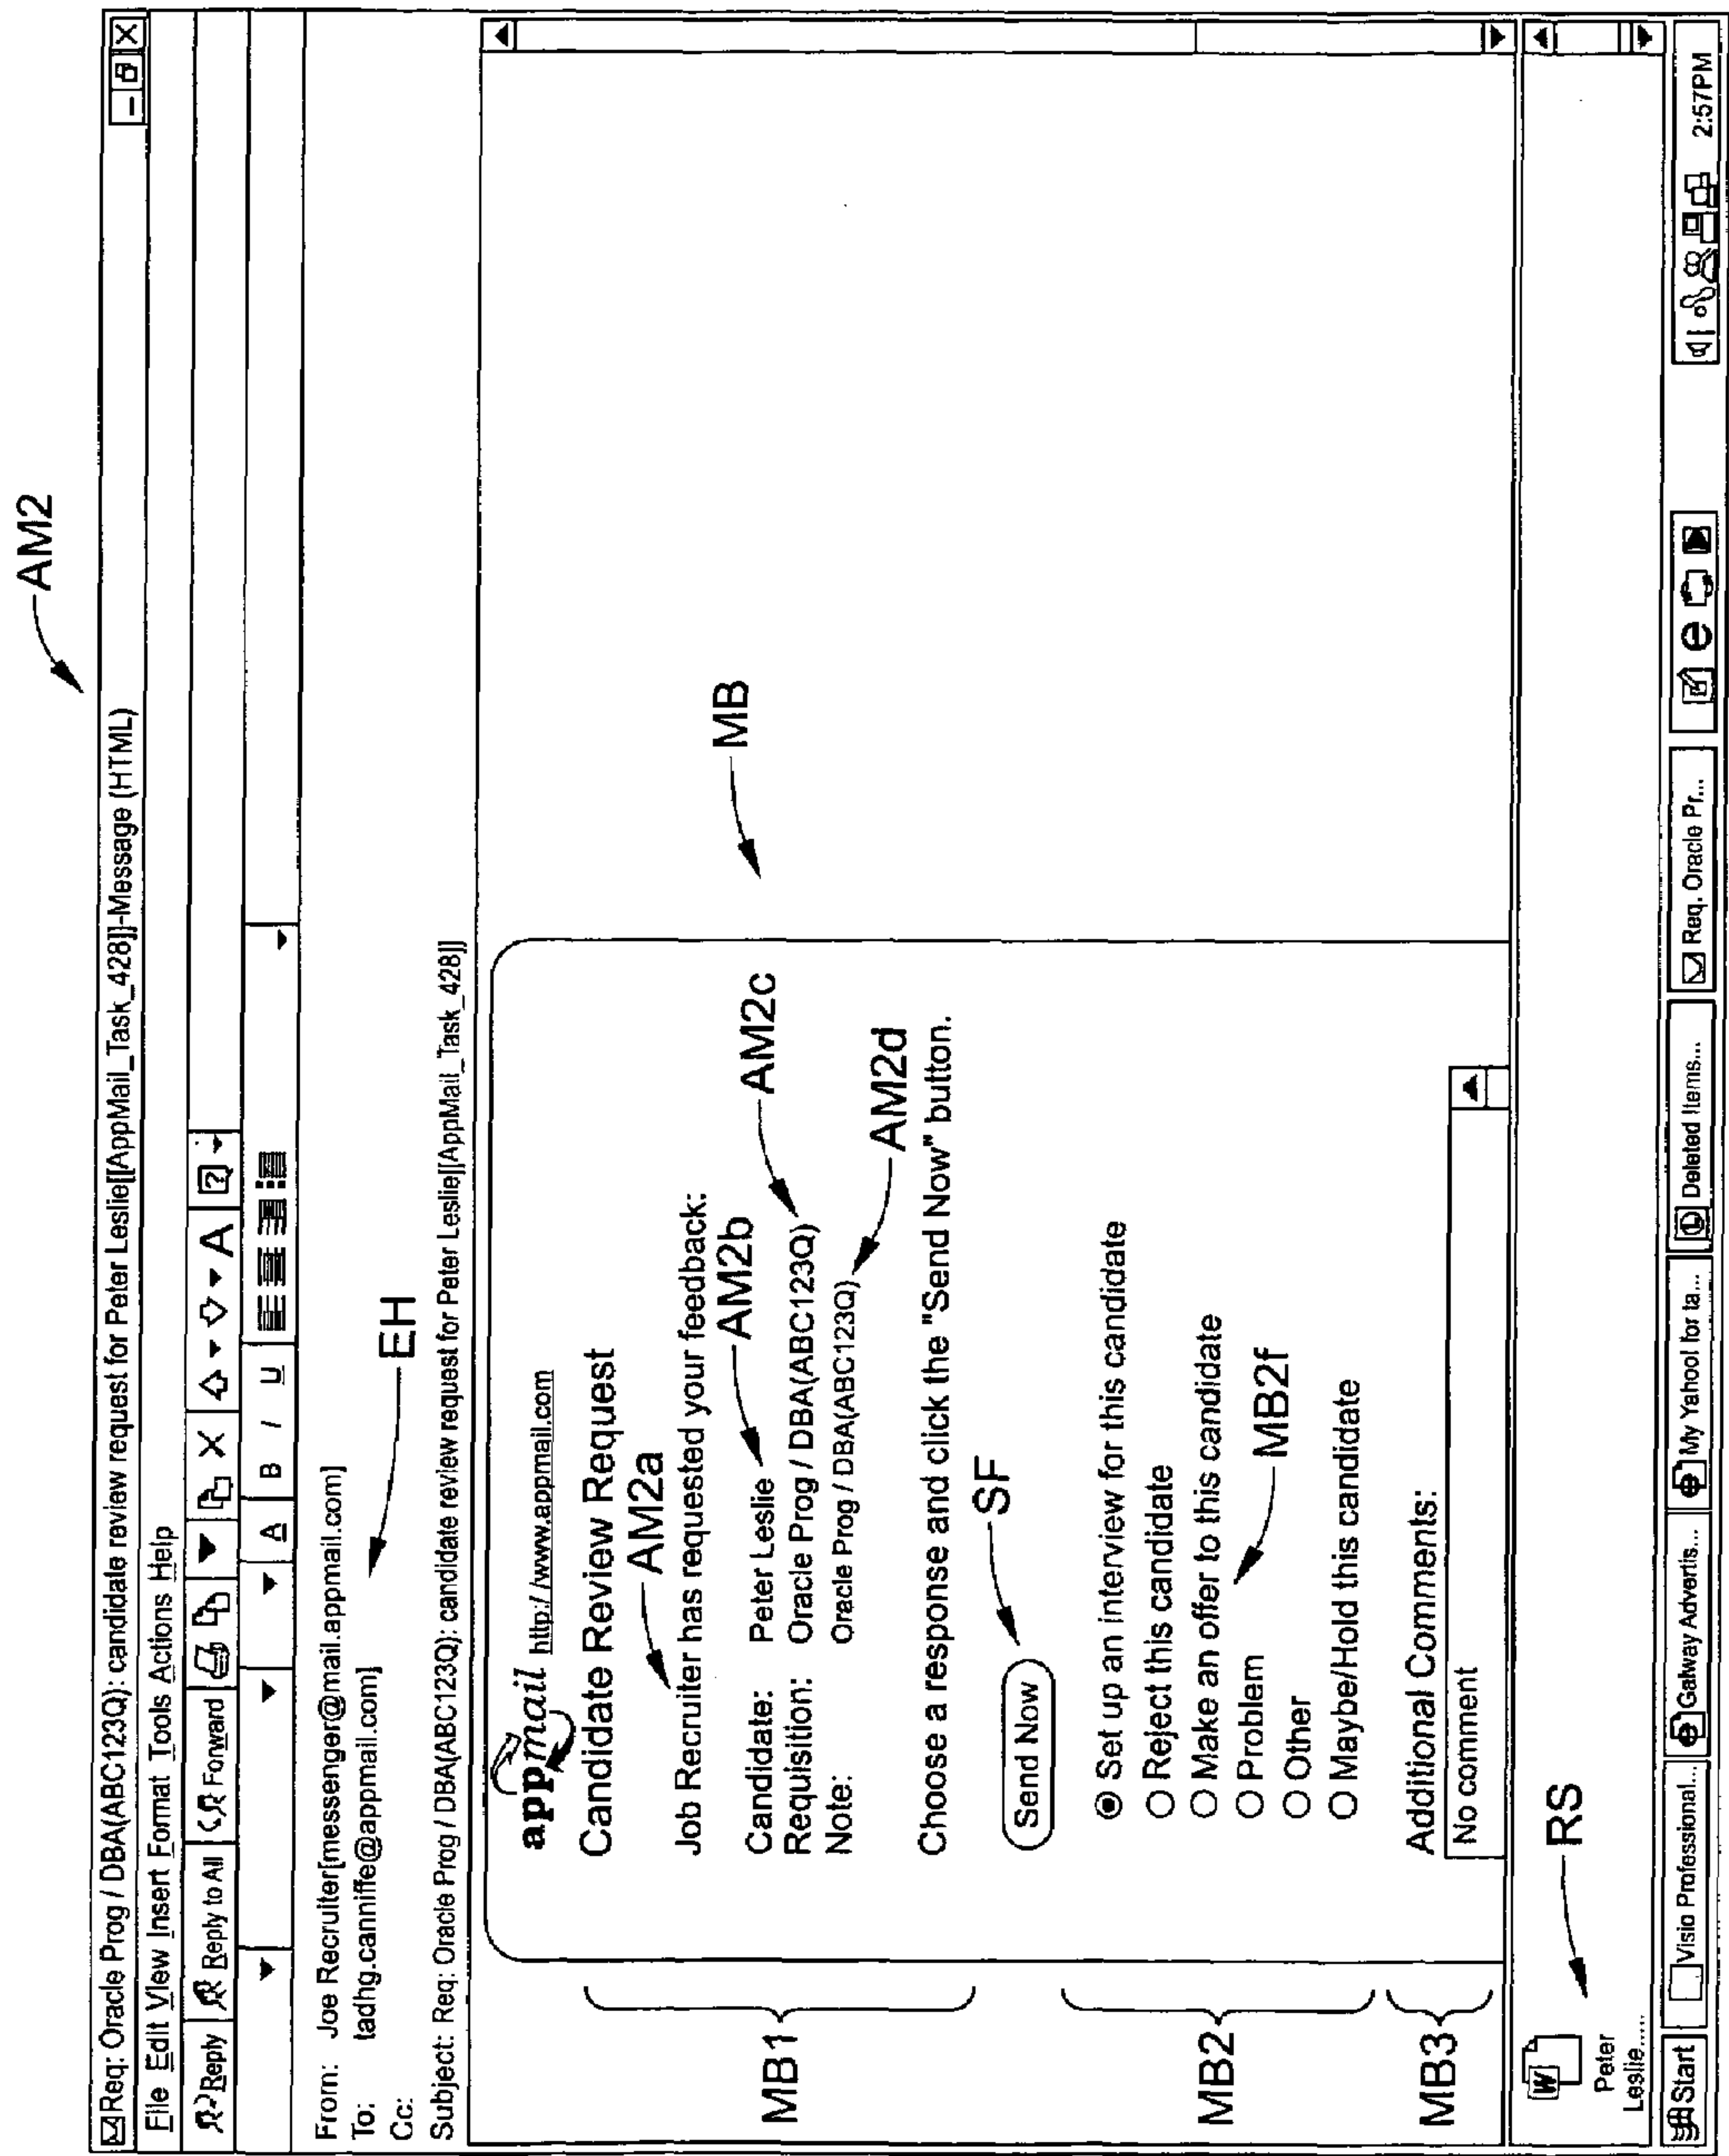 AM2
Req: Oracle Prog / DBA(ABC123Q): candidate review request for Peter Leslie[[AppMail_Task_428]]-Message (HTML)
File Edit View Insert Format Tools Actions Help
Reply Reply to All Forward A
A B I U
From: Joe Recruiter[messenger@mail.appmail.com]
To: tadhg.canniffe@appmail.com]
Cc:
EH
Subject: Req: Oracle Prog / DBA(ABC123Q): candidate review request for Peter Leslie[[AppMail_Task_428]]
appmail http://www.appmail.com
Candidate Review Request
AM2a
Job Recruiter has requested your feedback:
AM2b
Candidate: Peter Leslie
AM2c
Requisition: Oracle Prog / DBA(ABC123Q)
Note: Oracle Prog / DBA(ABC123Q)
AM2d
MB
MB1
Choose a response and click the "Send Now" button.
SF
Send Now
Set up an interview for this candidate
Reject this candidate
Make an offer to this candidate
Problem
MB2f
Other
Maybe/Hold this candidate
MB2
Additional Comments:
No comment
MB3
W
Peter
Leslie.....
RS
Start Visio Professional... Galway Advertis... My Yahool for ta... Deleted Items... Req. Oracle Pr... e 2:57PM